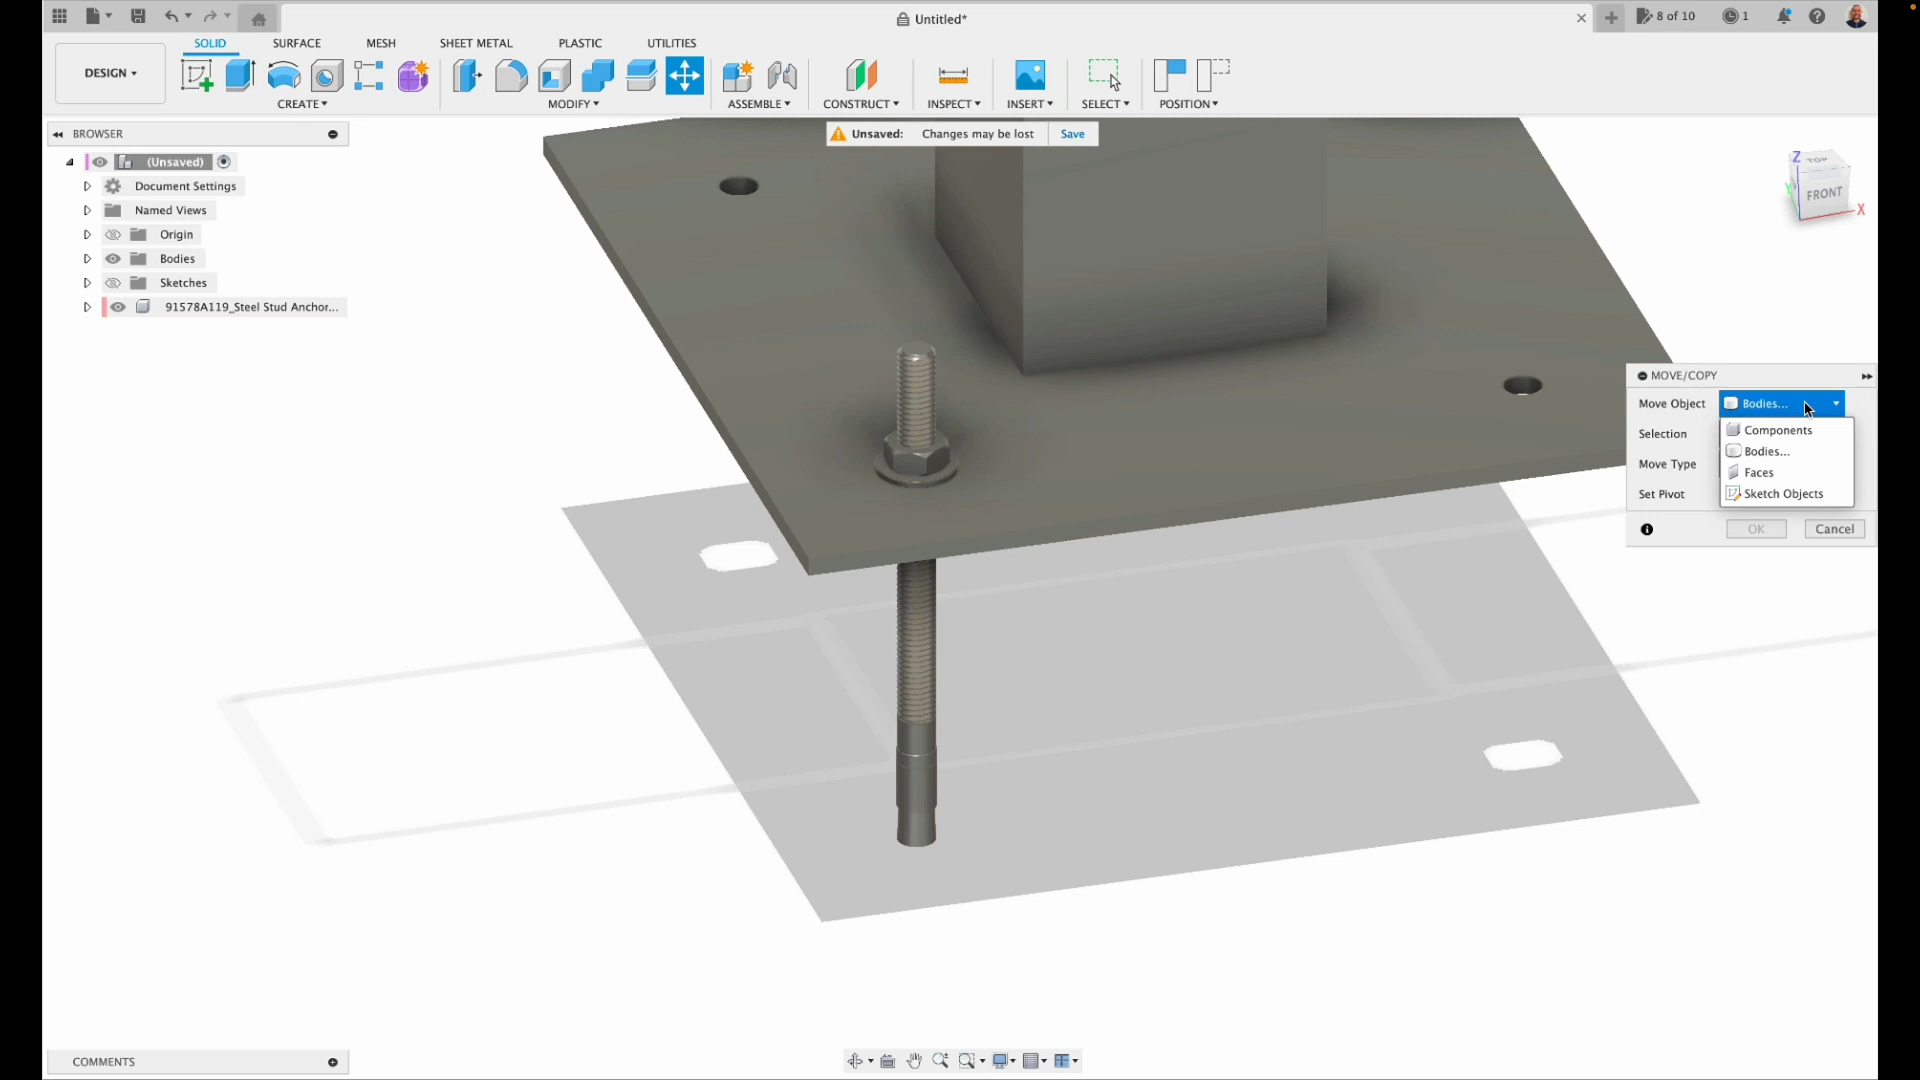 Untitled*
8 of 10
1
DESIGN
SOLID
SURFACE
MESH
SHEET METAL
PLASTIC
UTILITIES
CREATE
MODIFY
ASSEMBLE
CONSTRUCT
INSPECT
INSERT
SELECT
POSITION
BROWSER
Unsaved: Changes may be lost Save
(Unsaved)
Document Settings
Named Views
Origin
Bodies
Sketches
91578A119_Steel Stud Anchor...
Z
TOP
FRONT
Y
X
MOVE/COPY
Move Object
Bodies...
Components
Selection
Bodies...
Move Type
Faces
Set Pivot
Sketch Objects
OK
Cancel
COMMENTS